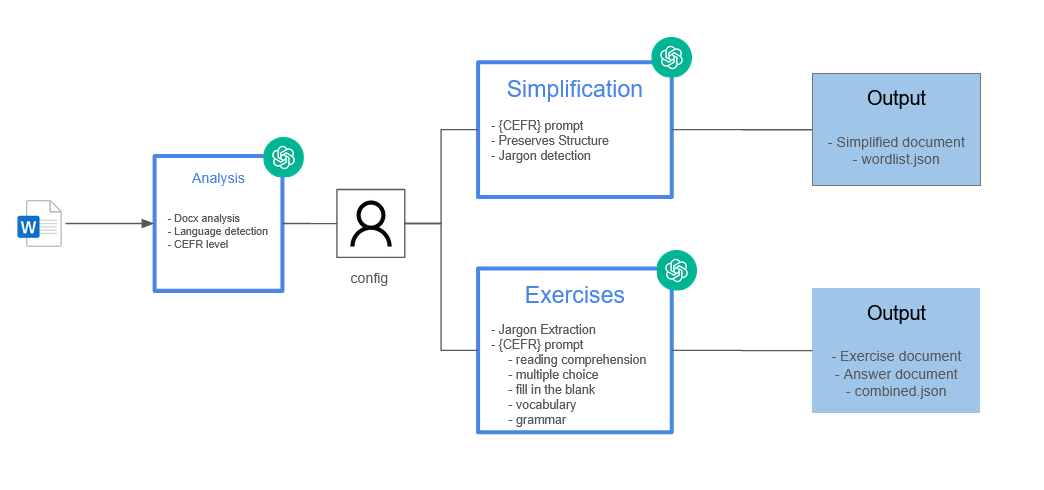 W
Analysis
- Docx analysis
- Language detection
- CEFR level
config
Simplification
- {CEFR} prompt
- Preserves Structure
- Jargon detection
Output
- Simplified document
- wordlist.json
Exercises
- Jargon Extraction
- {CEFR} prompt
- reading comprehension
- multiple choice
- fill in the blank
- vocabulary
- grammar
Output
- Exercise document
- Answer document
- combined.json